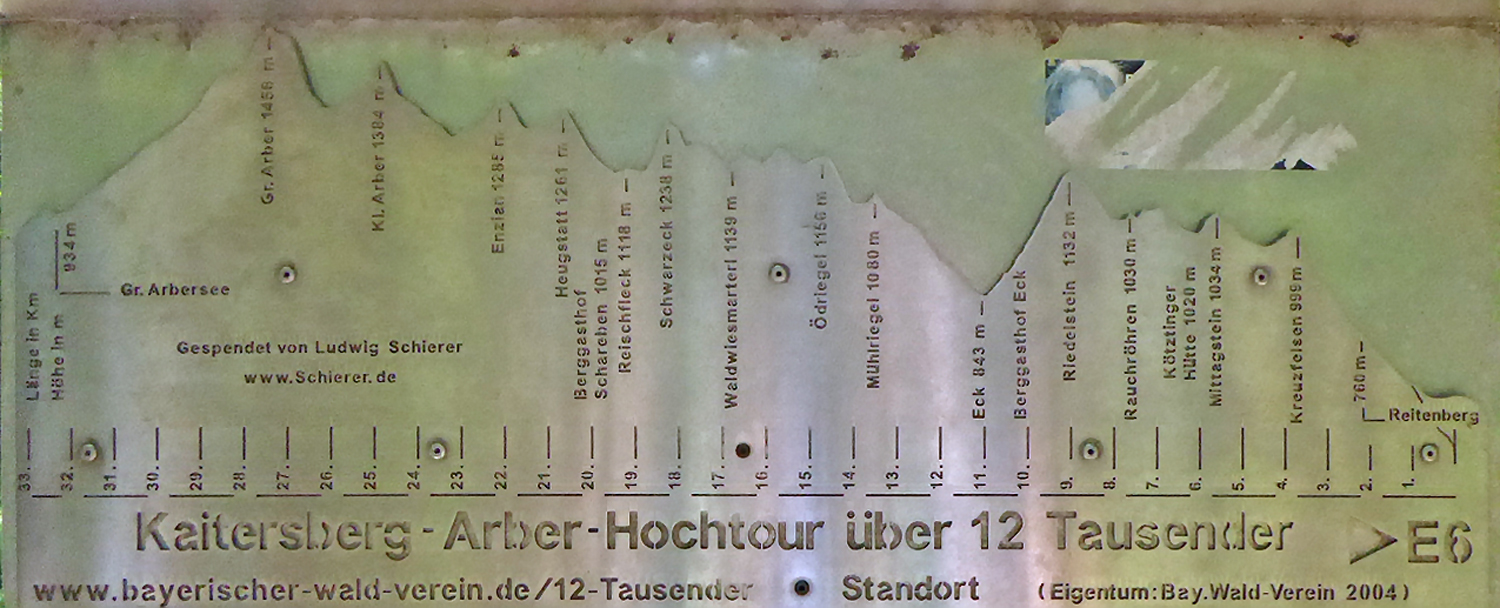 Gr. Arber 1456 m
Kl. Arber 1384 m
Enzian 1285 m
Heugstatt 1261 m
Berggasthof
Schareben 1015 m
Reischfleck 1118 m
Schwarzeck 1238 m
Waldwiesmarterl 1139 m
Ödriegel 1156 m
Mühlriegel 1080 m
Eck 843 m
Berggasthof Eck
Riedelstein 1132 m
Rauchröhren 1030 m
Kötztinger
Hütte 1020 m
Mittagstein 1034 m
Kreuzfelsen 999 m
760 m
Reitenberg
934 m
Gr. Arbersee
Länge in Km
Höhe in m
Gespendet von Ludwig Schierer
www.Schierer.de
33. 32. 31. 30. 29. 28. 27. 26. 25. 24. 23. 22. 21. 20. 19. 18. 17. 16. 15. 14. 13. 12. 11. 10. 9. 8. 7. 6. 5. 4. 3. 2. 1.
Kaitersberg-Arber-Hochtour über 12 Tausender > E6
www.bayerischer-wald-verein.de/12-Tausender • Standort (Eigentum:Bay.Wald-Verein 2004)